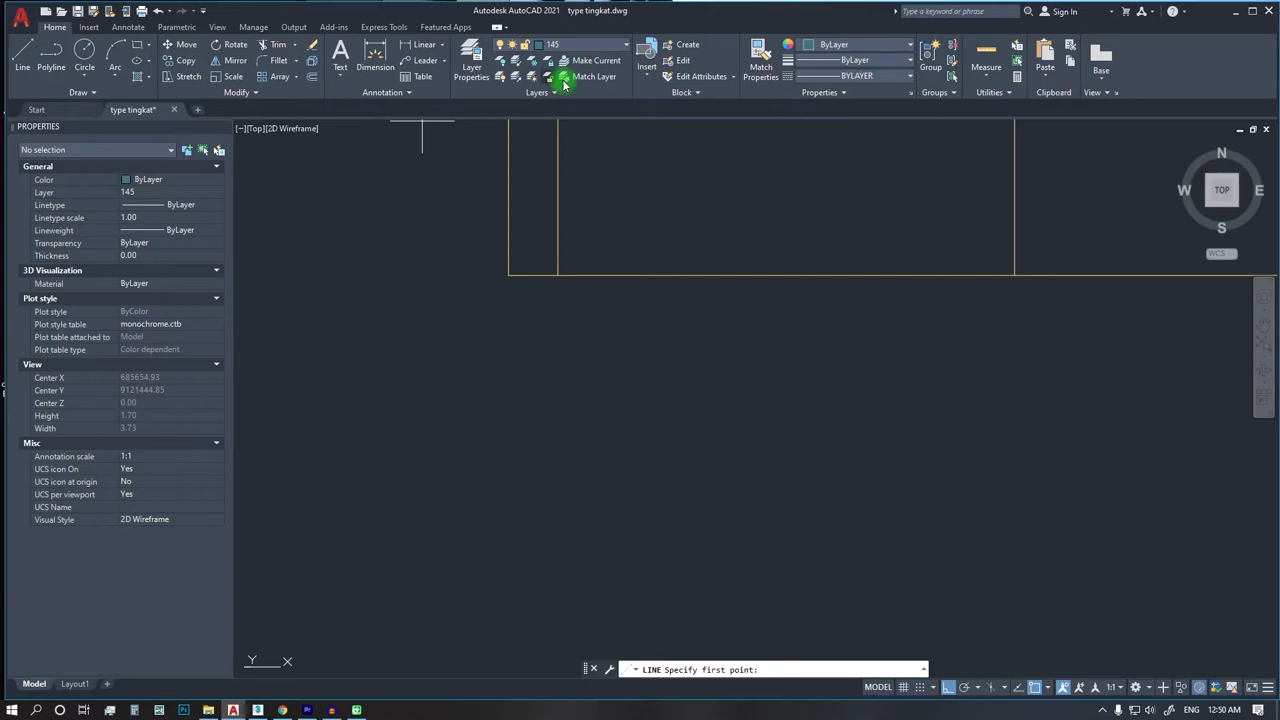 Autodesk AutoCAD 2021 type tingkat.dwg
Type a keyword or phrase
Sign In
Home Insert Annotate Parametric View Manage Output Add-ins Express Tools Featured Apps
Line
Polyline
Circle
Arc
Move
Rotate
Trim
Copy
Mirror
Fillet
Stretch
Scale
Array
Text
Dimension
Linear
Leader
Table
Layer
Properties
145
Make Current
Match Layer
Insert
Create
Edit
Edit Attributes
Match
Properties
ByLayer
ByLayer
BYLAYER
Group
Measure
Paste
Base
Draw
Modify
Annotation
Layers
Block
Properties
Groups
Utilities
Clipboard
View
Start
type tingkat*
PROPERTIES
[−][Top][2D Wireframe]
No selection
General
Color ByLayer
Layer 145
Linetype ByLayer
Linetype scale 1.00
Lineweight ByLayer
Transparency ByLayer
Thickness 0.00
3D Visualization
Material ByLayer
Plot style
Plot style ByColor
Plot style table monochrome.ctb
Plot table attached to Model
Plot table type Color dependent
View
Center X 685654.93
Center Y 9121444.85
Center Z 0.00
Height 1.70
Width 3.73
Misc
Annotation scale 1:1
UCS icon On Yes
UCS icon at origin No
UCS per viewport Yes
UCS Name
Visual Style 2D Wireframe
N
W TOP E
S
WCS
Y X
LINE Specify first point:
Model Layout1
MODEL
1:1
ENG 12:50 AM